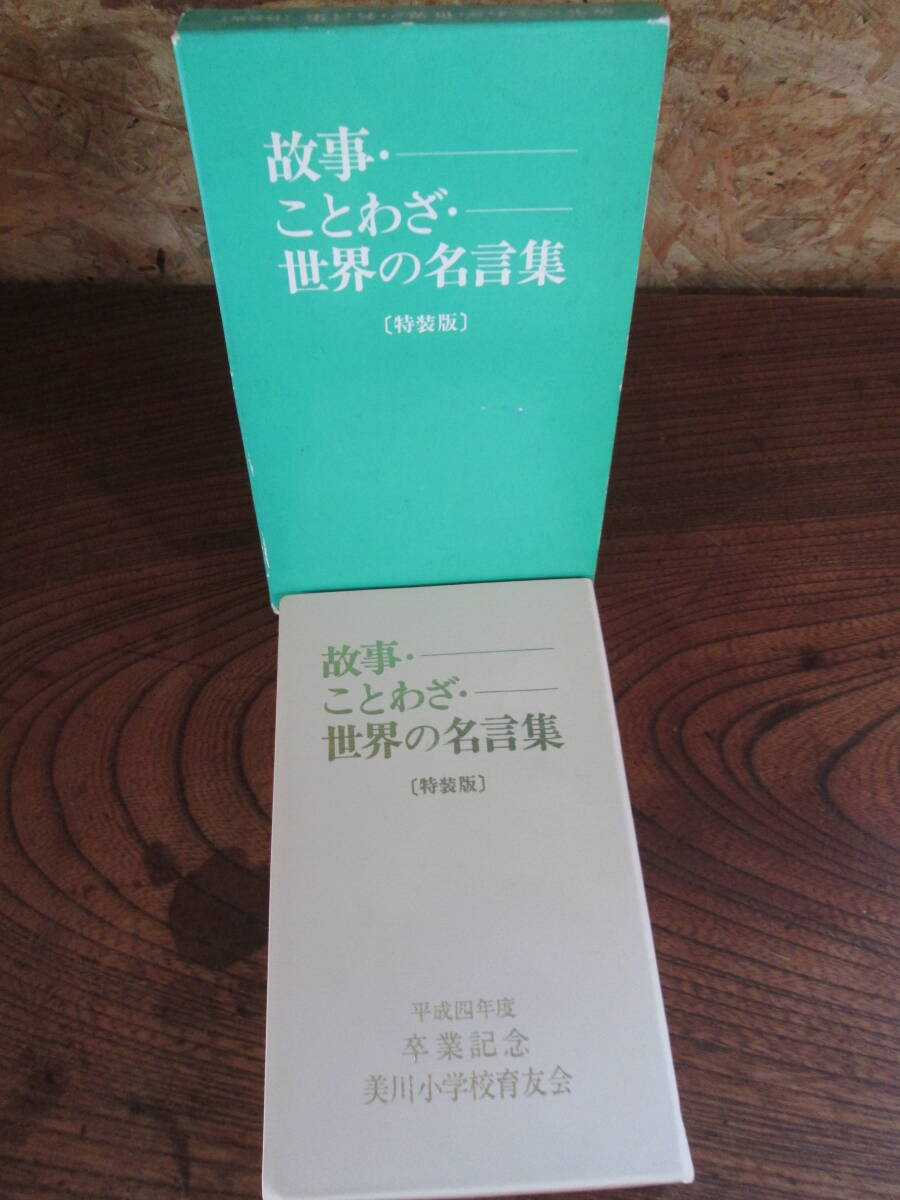 故事・
ことわざ・
世界の名言集
〔特装版〕
故事・
ことわざ・
世界の名言集
〔特装版〕
平成四年度
卒業記念
美川小学校育友会